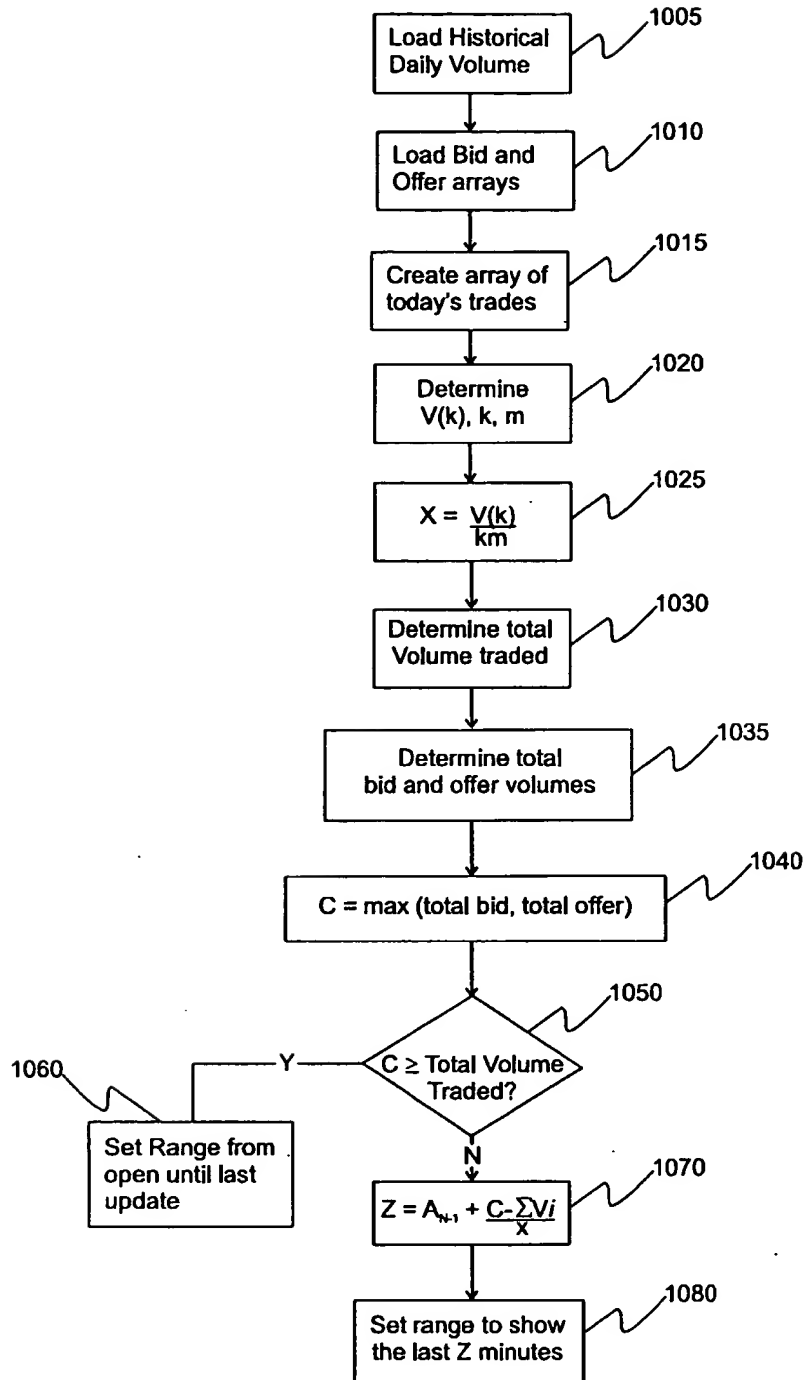 1005
Load Historical
Daily Volume
1010
Load Bid and
Offer arrays
1015
Create array of
today's trades
1020
Determine
V(k), k, m
1025
X = V(k)
km
1030
Determine total
Volume traded
1035
Determine total
bid and offer volumes
1040
C = max (total bid, total offer)
1050
C ≥ Total Volume
Traded?
Y
1060
Set Range from
open until last
update
N
1070
Z = A_{N-1} + C-∑Vi
x
1080
Set range to show
the last Z minutes